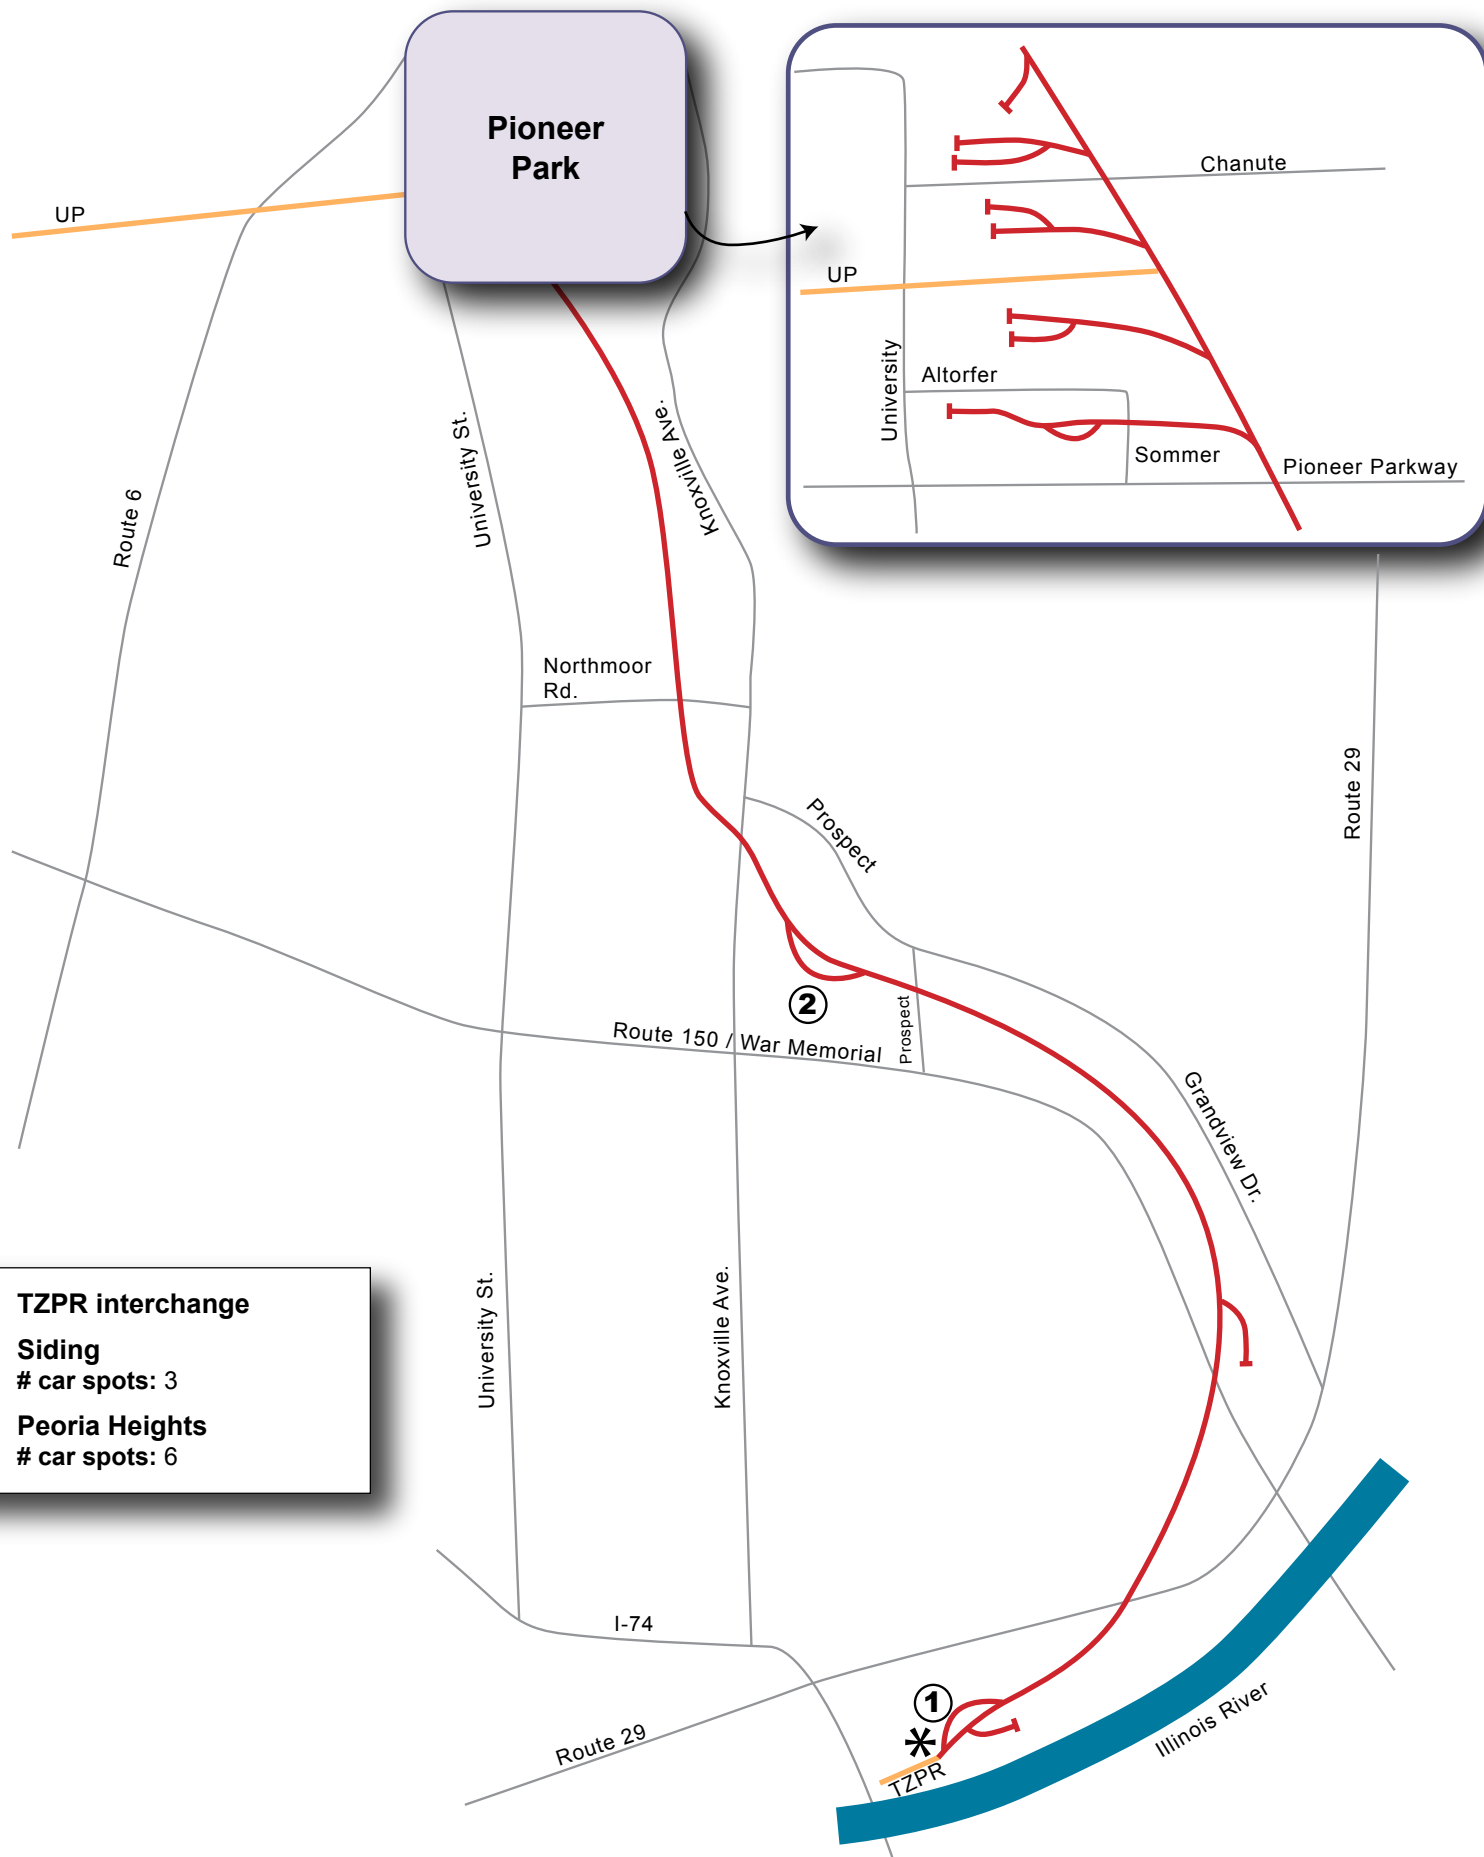 Pioneer
Park
UP
Chanute
UP
University
Altorfer
Sommer
Pioneer Parkway
Route 6
University St.
Knoxville Ave.
Northmoor
Rd.
Prospect
Route 29
2
Prospect
Route 150 / War Memorial
Grandview Dr.
TZPR interchange
Siding
# car spots: 3
Peoria Heights
# car spots: 6
University St.
Knoxville Ave.
I-74
1
*
Route 29
TZPR
Illinois River